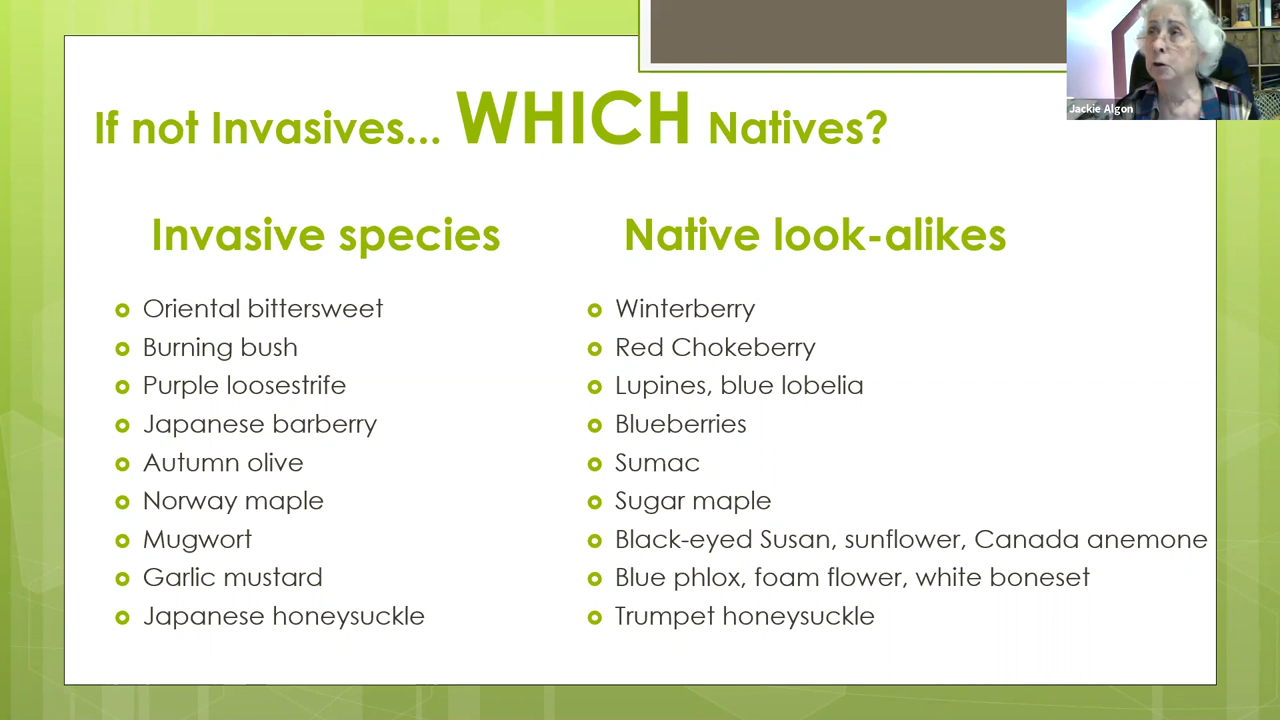 Jackie Algon
If not Invasives... WHICH Natives?
Invasive species
Oriental bittersweet
Burning bush
Purple loosestrife
Japanese barberry
Autumn olive
Norway maple
Mugwort
Garlic mustard
Japanese honeysuckle
Native look-alikes
Winterberry
Red Chokeberry
Lupines, blue lobelia
Blueberries
Sumac
Sugar maple
Black-eyed Susan, sunflower, Canada anemone
Blue phlox, foam flower, white boneset
Trumpet honeysuckle